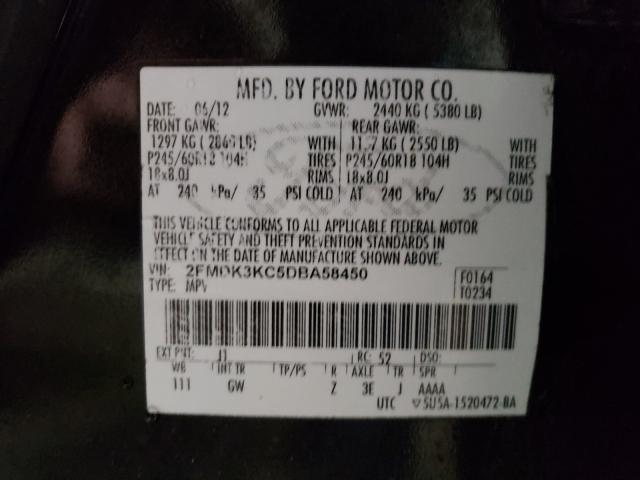 MFD. BY FORD MOTOR CO.
DATE: 06/12 GVWR: 2440 KG ( 5380 LB)
FRONT GAWR: REAR GAWR:
1297 KG ( 2860 LB) WITH KG ( 2550 LB) WITH
P245/60R18 104H TIRES P245/60R18 104H TIRES
18x8.0J RIMS 18x8.0J RIMS
AT 240 kPa/ 35 PSI COLD AT 240 kPa/ 35 PSI COLD
THIS VEHICLE CONFORMS TO ALL APPLICABLE FEDERAL MOTOR
VEHICLE SAFETY AND THEFT PREVENTION STANDARDS IN
EFFECT ON THE DATE OF MANUFACTURE SHOWN ABOVE.
VIN: 2FMDK3KC5DBA58450 F0164
TYPE: MPV T0234
EXT PNT: J1 RC: 52 DSO:
WB INT TR TP/PS R AXLE TR SPR
111 GW Z 3E J AAAA
UTC ▽SU5A-1520472-BA